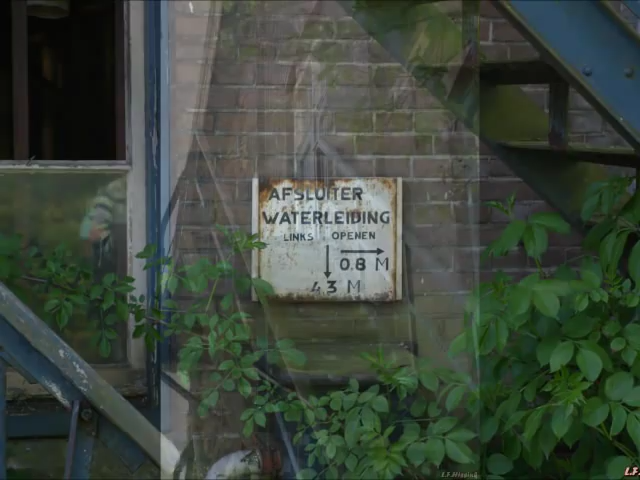 AFSLUITER
WATERLEIDING
LINKS OPENEN
0.8 M
4.3 M